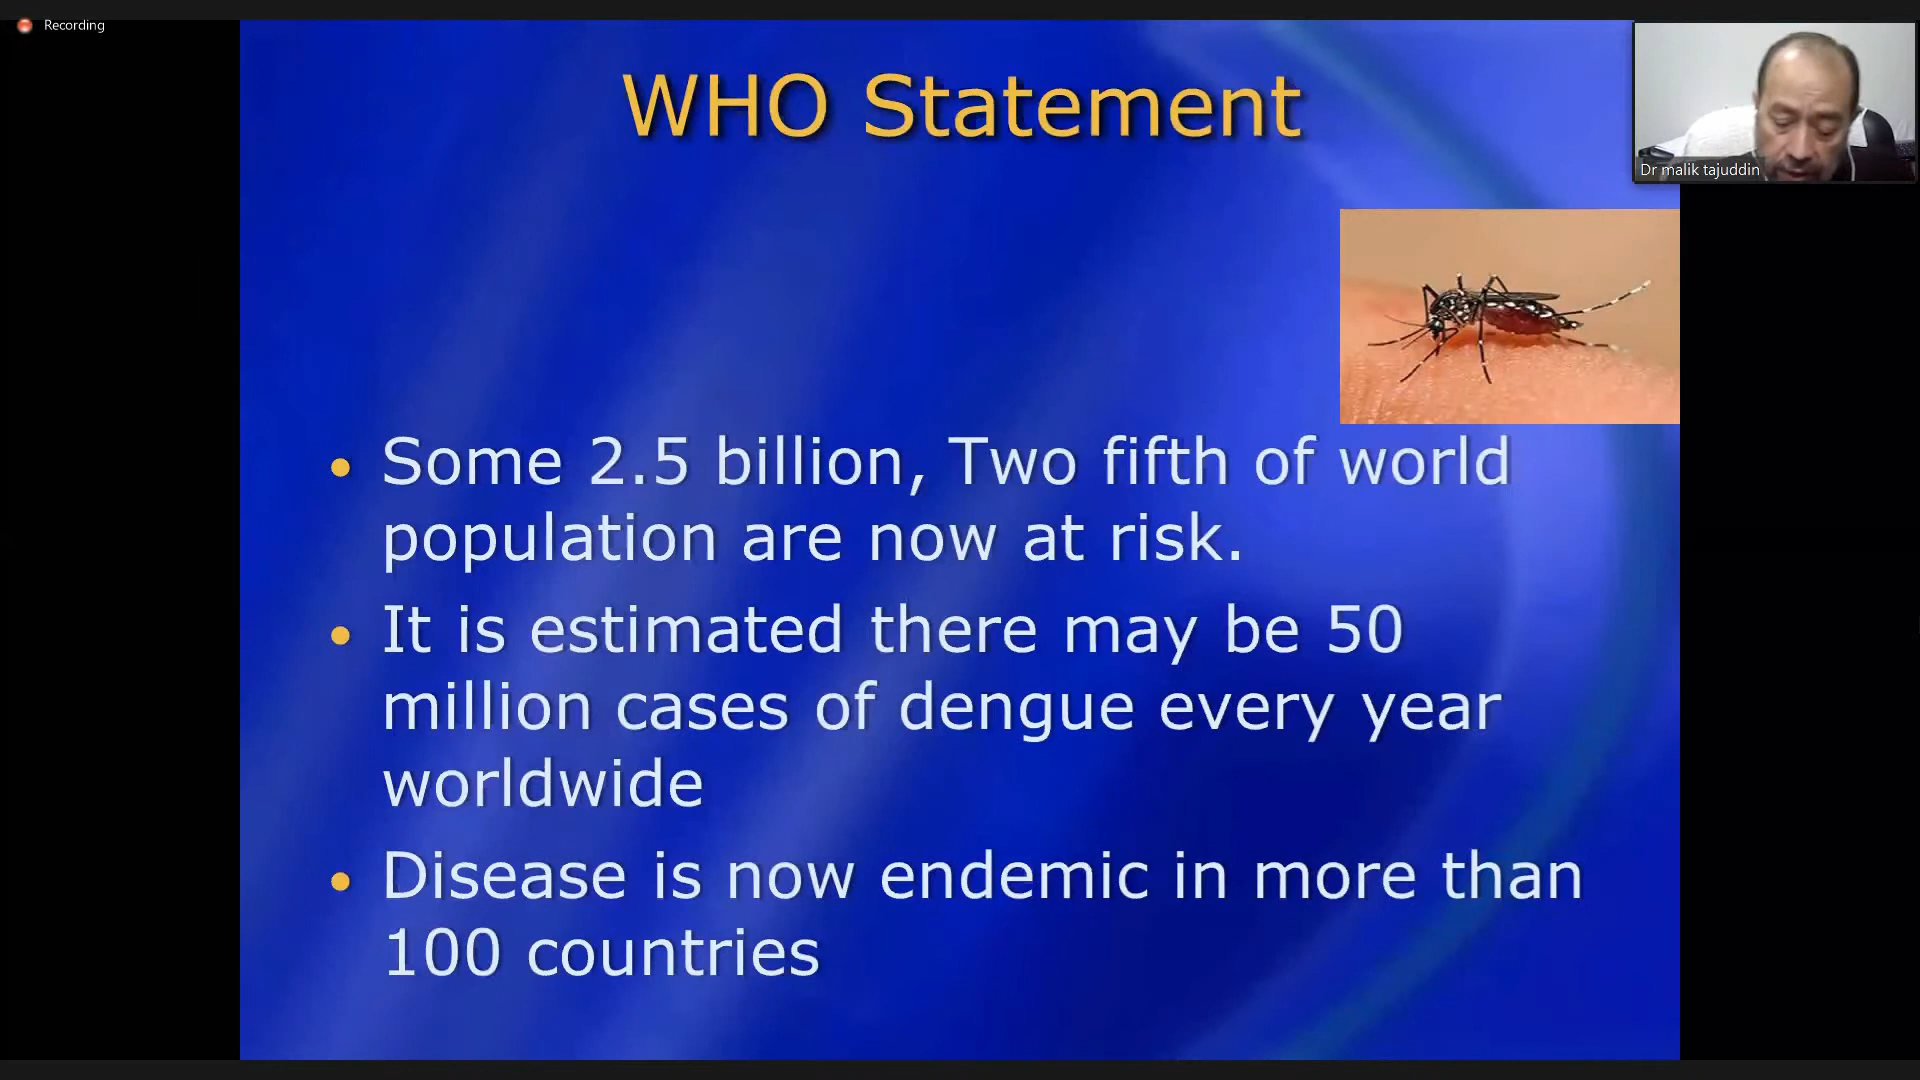 Recording
WHO Statement
Dr malik tajuddin
• Some 2.5 billion, Two fifth of world
population are now at risk.
• It is estimated there may be 50
million cases of dengue every year
worldwide
• Disease is now endemic in more than
100 countries